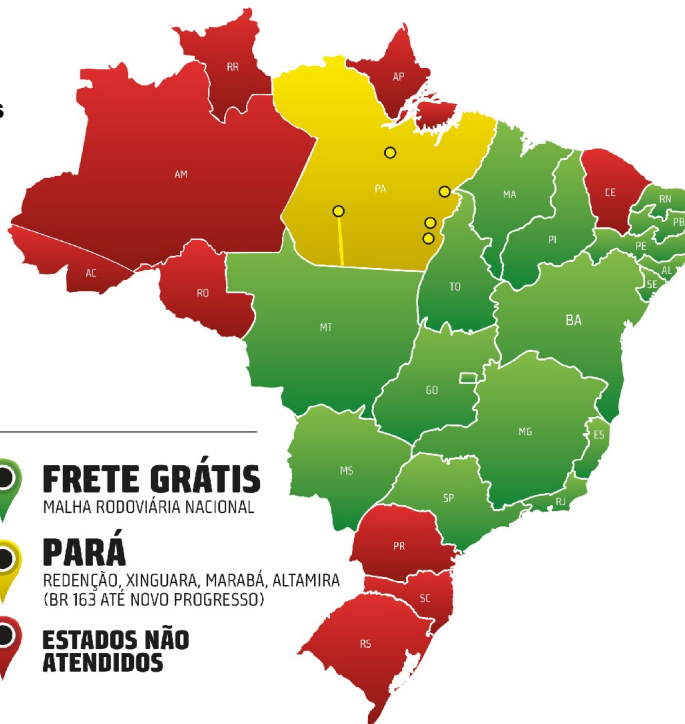 s
RR
AP
AM
PA
MA
CE
RN
PB
PI
PE
AL
SE
AC
RO
TO
BA
MT
GO
MG
ES
MS
SP
RJ
PR
SC
RS
FRETE GRÁTIS
MALHA RODOVIÁRIA NACIONAL
PARÁ
REDENÇÃO, XINGUARA, MARABÁ, ALTAMIRA
(BR 163 ATÉ NOVO PROGRESSO)
ESTADOS NÃO
ATENDIDOS